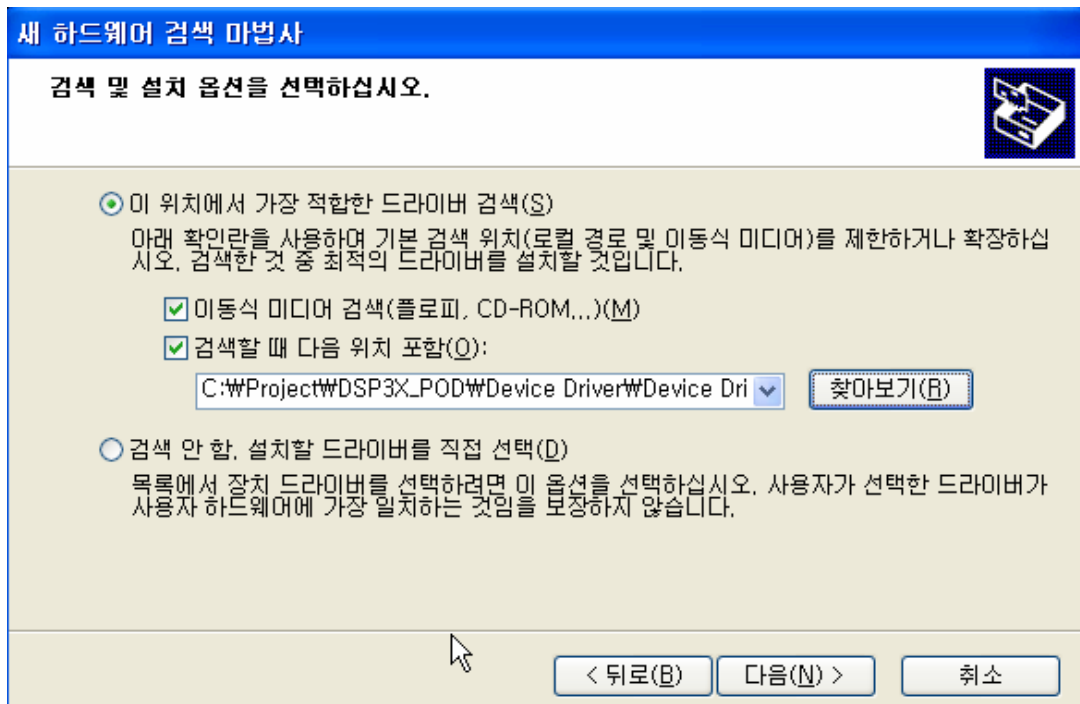 새 하드웨어 검색 마법사
검색 및 설치 옵션을 선택하십시오.
이 위치에서 가장 적합한 드라이버 검색(S)
아래 확인란을 사용하여 기본 검색 위치(로컬 경로 및 이동식 미디어)를 제한하거나 확장하십
시오. 검색한 것 중 최적의 드라이버를 설치할 것입니다.
이동식 미디어 검색(플로피, CD-ROM...)(M)
검색할 때 다음 위치 포함(O):
C:₩Project₩DSP3X_POD₩Device Driver₩Device Dri
찾아보기(R)
검색 안 함. 설치할 드라이버를 직접 선택(D)
목록에서 장치 드라이버를 선택하려면 이 옵션을 선택하십시오. 사용자가 선택한 드라이버가
사용자 하드웨어에 가장 일치하는 것임을 보장하지 않습니다.
< 뒤로(B) 다음(N) > 취소